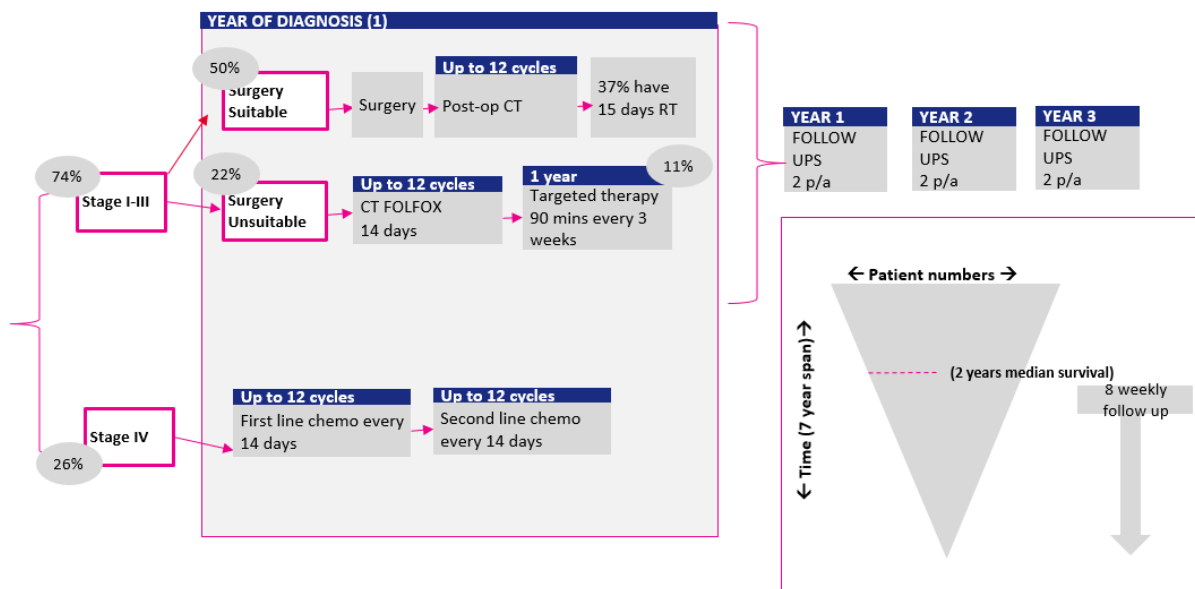 YEAR OF DIAGNOSIS (1)
50%
Surgery
Suitable
Surgery
Up to 12 cycles
Post-op CT
37% have
15 days RT
74%
Stage I-III
22%
Surgery
Unsuitable
Up to 12 cycles
CT FOLFOX
14 days
1 year
11%
Targeted therapy
90 mins every 3
weeks
26%
Stage IV
Up to 12 cycles
First line chemo every
14 days
Up to 12 cycles
Second line chemo
every 14 days
YEAR 1
FOLLOW
UPS
2 p/a
YEAR 2
FOLLOW
UPS
2 p/a
YEAR 3
FOLLOW
UPS
2 p/a
← Patient numbers →
← Time (7 year span)→
(2 years median survival)
8 weekly
follow up